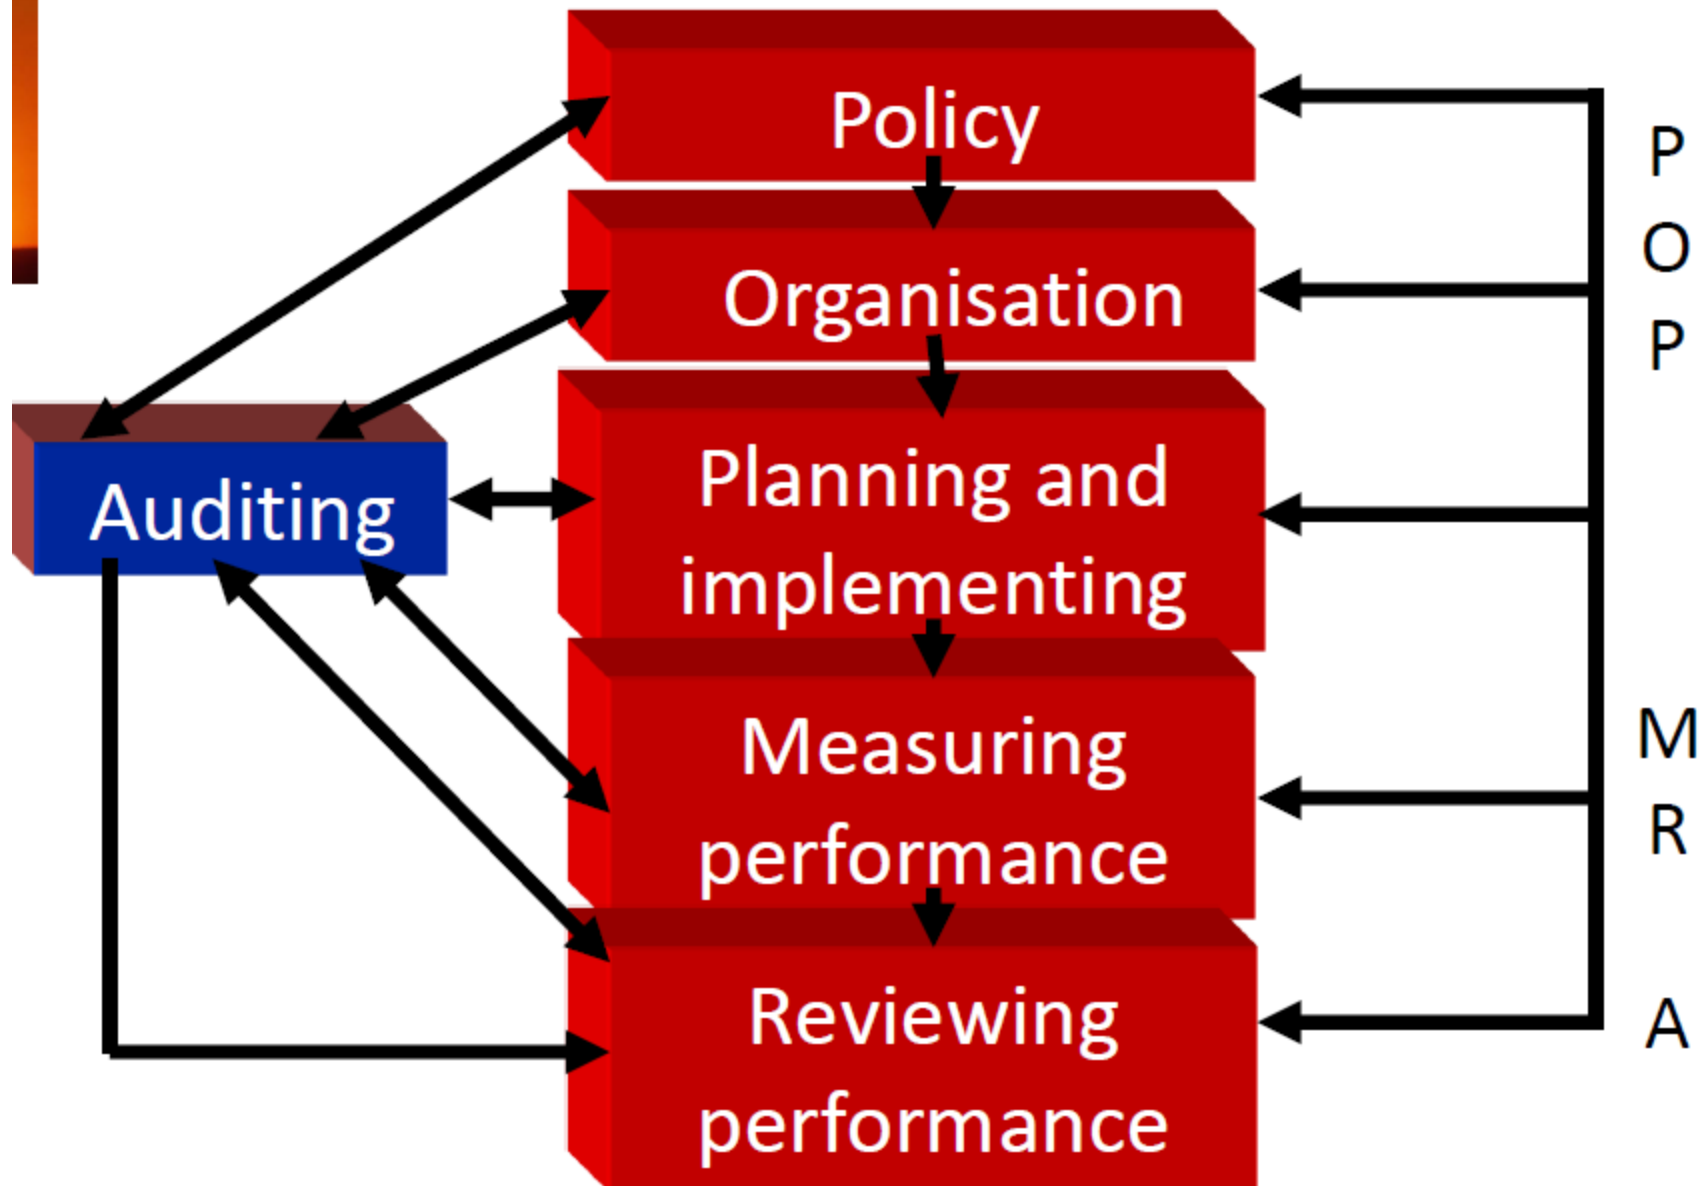 Policy
Organisation
Auditing
Planning and
implementing
Measuring
performance
Reviewing
performance
P
O
P
M
R
A